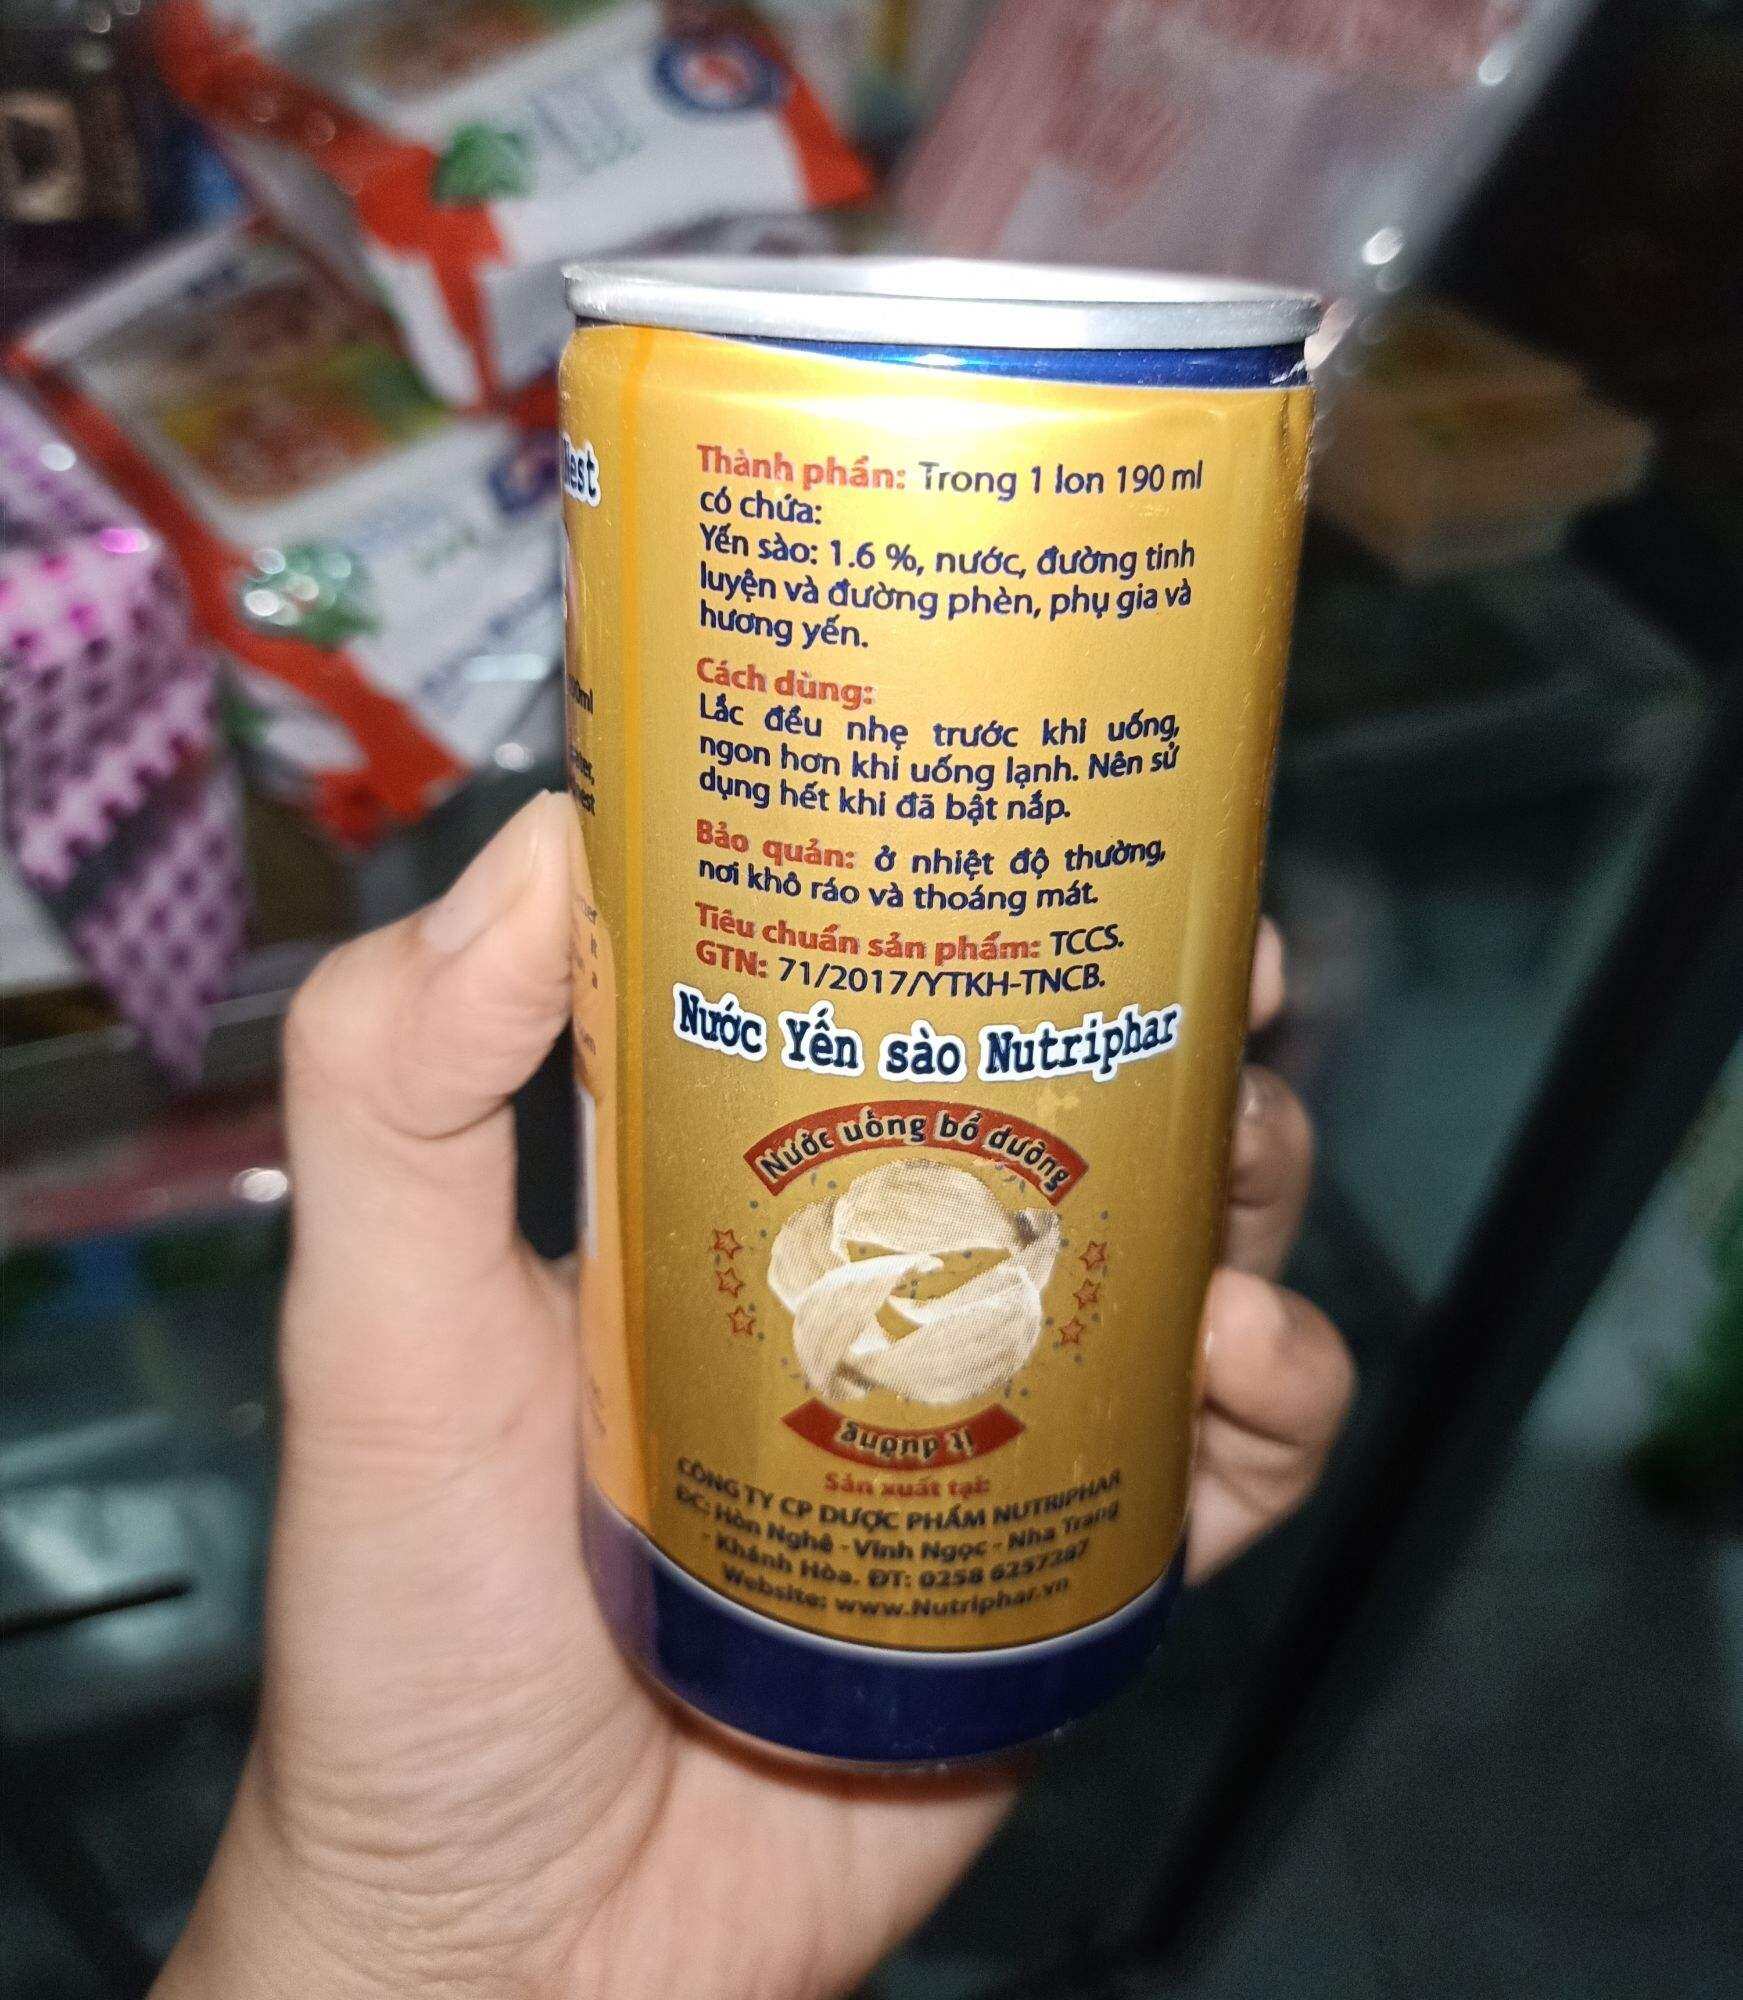 Thành phần: Trong 1 lon 190 ml
có chứa:
Yến sào: 1.6 %, nước, đường tinh
luyện và đường phèn, phụ gia và
hương yến.
Cách dùng:
Lắc đều nhẹ trước khi uống,
ngon hơn khi uống lạnh. Nên sử
dụng hết khi đã bật nắp.
Bảo quản: ở nhiệt độ thường,
nơi khô ráo và thoáng mát.
Tiêu chuẩn sản phẩm: TCCS.
GTN: 71/2017/YTKH-TNCB.
Nước Yến sào Nutriphar
Nước uống bổ dưỡng
ít đường
Sản xuất tại:
CÔNG TY CP DƯỢC PHẨM NUTRIPHAR
ĐC: Hòn Nghê - Vĩnh Ngọc - Nha Trang
- Khánh Hòa. ĐT: 0258 6257287
Website: www.Nutriphar.vn